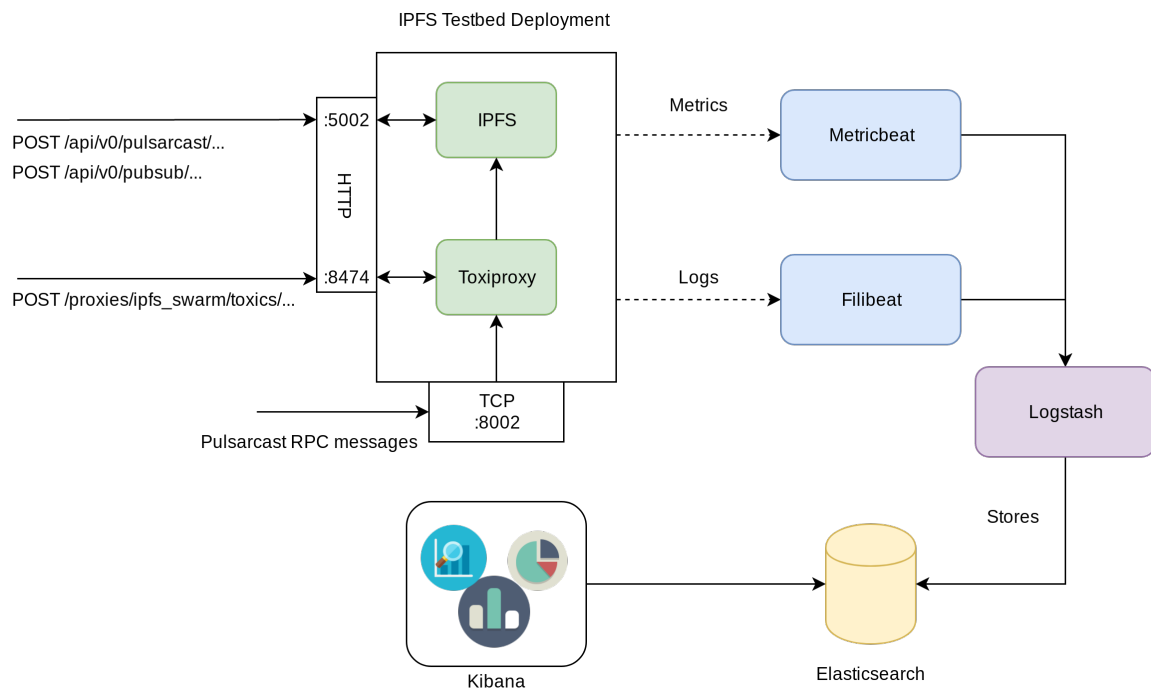 IPFS Testbed Deployment
:5002
IPFS
Metrics
Metricbeat
POST /api/v0/pulsarcast/...
POST /api/v0/pubsub/...
HTTP
:8474
Toxiproxy
Logs
Filibeat
POST /proxies/ipfs_swarm/toxics/...
TCP
:8002
Pulsarcast RPC messages
Logstash
Stores
Kibana
Elasticsearch